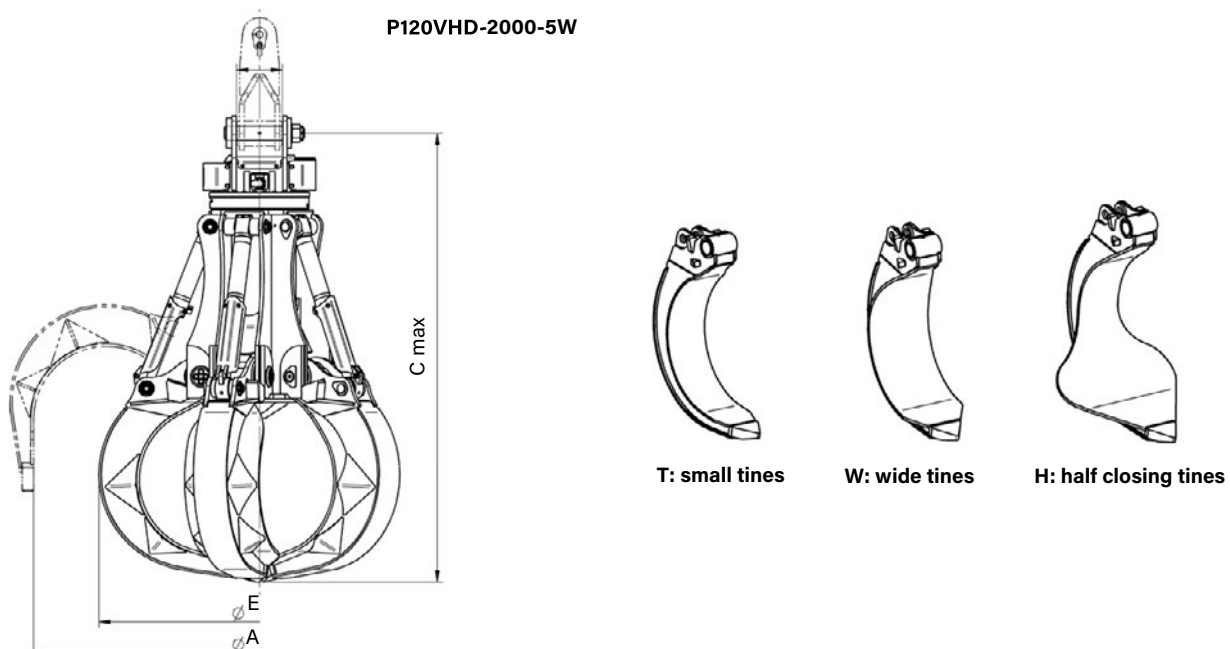 P120VHD-2000-5W
C max
T: small tines
W: wide tines
H: half closing tines
⌀ E
⌀ A